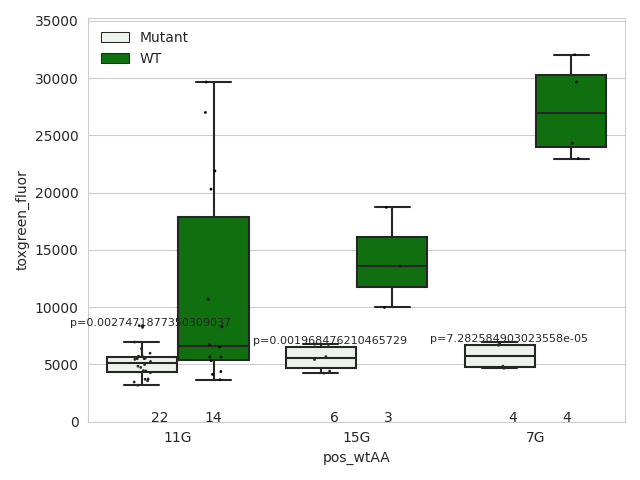 35000
Mutant
WT
30000
25000
20000
15000
10000
5000
0
toxgreen_fluor
p=0.0027471877350309037
p=0.001968476210465729
p=7.282584903023558e-05
22 14 6 3 4 4
11G 15G 7G
pos_wtAA